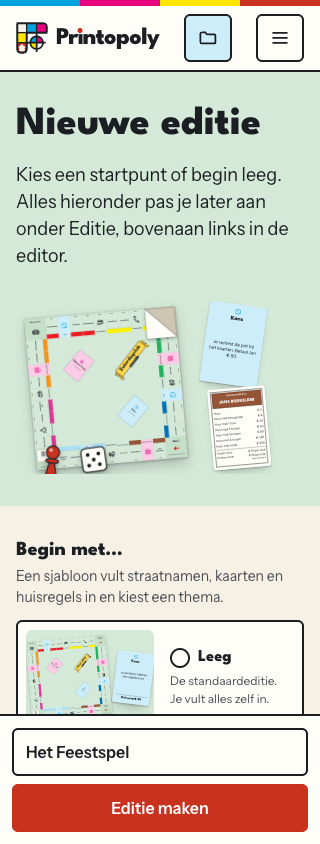 Printopoly
Nieuwe editie
Kies een startpunt of begin leeg.
Alles hieronder pas je later aan
onder Editie, bovenaan links in de
editor.
Kans
Begin met...
Een sjabloon vult straatnamen, kaarten en
huisregels in en kiest een thema.
Leeg
De standaardeditie.
Je vult alles zelf in.
Het Feestspel
Editie maken